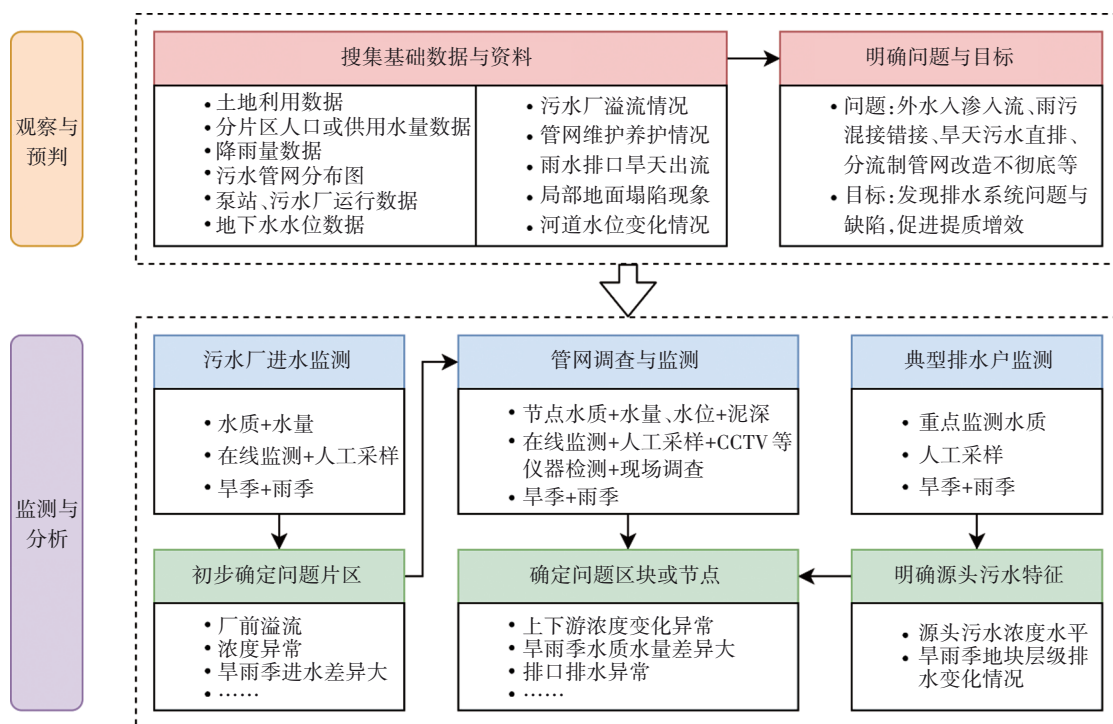 观察与
预判
搜集基础数据与资料
•土地利用数据
•分片区人口或供用水量数据
•降雨量数据
•污水管网分布图
•泵站、污水厂运行数据
•地下水水位数据
•污水厂溢流情况
•管网维护养护情况
•雨水排口旱天出流
•局部地面塌陷现象
•河道水位变化情况
明确问题与目标
•问题:外水入渗入流、雨污
混接错接、旱天污水直排、
分流制管网改造不彻底等
•目标:发现排水系统问题与
缺陷,促进提质增效
监测与
分析
污水厂进水监测
•水质+水量
•在线监测+人工采样
•旱季+雨季
初步确定问题片区
•厂前溢流
•浓度异常
•旱雨季进水差异大
•……
管网调查与监测
•节点水质+水量、水位+泥深
•在线监测+人工采样+CCTV等
仪器检测+现场调查
•旱季+雨季
确定问题区块或节点
•上下游浓度变化异常
•旱雨季水质水量差异大
•排口排水异常
•……
典型排水户监测
•重点监测水质
•人工采样
•旱季+雨季
明确源头污水特征
•源头污水浓度水平
•旱雨季地块层级排
水变化情况